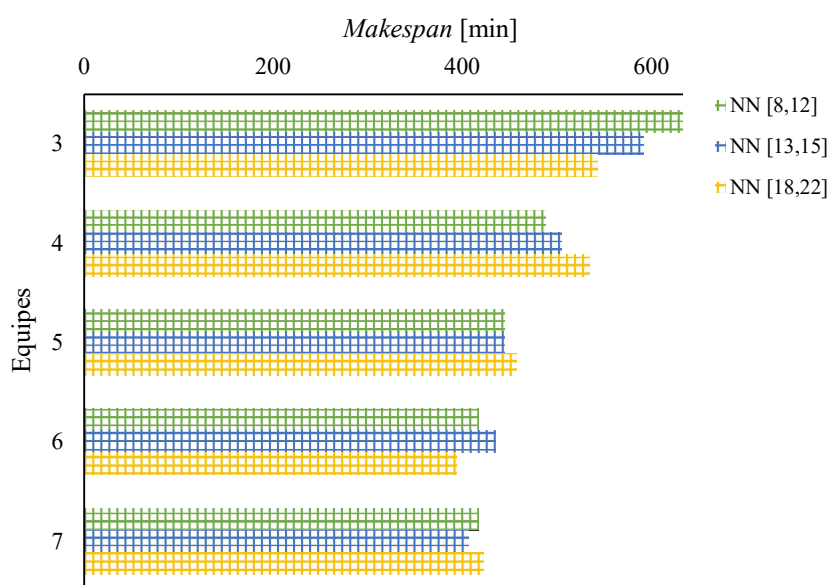 Makespan [min]
0 200 400 600
NN [8,12]
NN [13,15]
NN [18,22]
Equipes
3
4
5
6
7